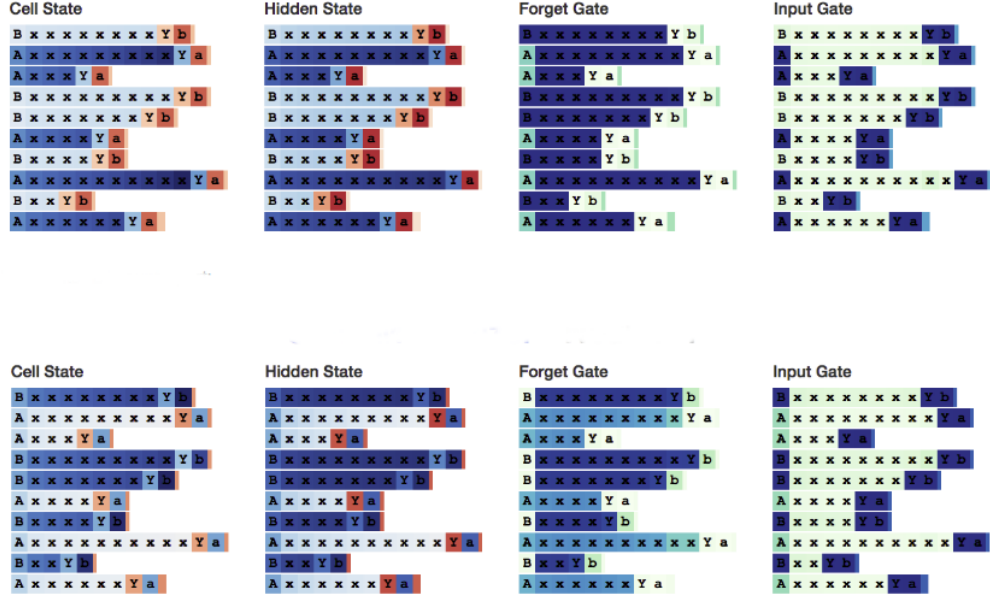 Cell State Hidden State Forget Gate Input Gate
B x x x x x x x x Y b B x x x x x x x x Y b B x x x x x x x x Y b B x x x x x x x x Y b
A x x x x x x x x x Y a A x x x x x x x x x Y a A x x x x x x x x x Y a A x x x x x x x x x Y a
A x x x Y a A x x x Y a A x x x Y a A x x x Y a
B x x x x x x x x x Y b B x x x x x x x x x Y b B x x x x x x x x x Y b B x x x x x x x x x Y b
B x x x x x x x Y b B x x x x x x x Y b B x x x x x x x Y b B x x x x x x x Y b
A x x x x Y a A x x x x Y a A x x x x Y a A x x x x Y a
B x x x x Y b B x x x x Y b B x x x x Y b B x x x x Y b
A x x x x x x x x x x Y a A x x x x x x x x x x Y a A x x x x x x x x x x Y a A x x x x x x x x x x Y a
B x x Y b B x x Y b B x x Y b B x x Y b
A x x x x x x Y a A x x x x x x Y a A x x x x x x Y a A x x x x x x Y a
Cell State Hidden State Forget Gate Input Gate
B x x x x x x x x Y b B x x x x x x x x Y b B x x x x x x x x Y b B x x x x x x x x Y b
A x x x x x x x x x Y a A x x x x x x x x x Y a A x x x x x x x x x Y a A x x x x x x x x x Y a
A x x x Y a A x x x Y a A x x x Y a A x x x Y a
B x x x x x x x x x Y b B x x x x x x x x x Y b B x x x x x x x x x Y b B x x x x x x x x x Y b
B x x x x x x x Y b B x x x x x x x Y b B x x x x x x x Y b B x x x x x x x Y b
A x x x x Y a A x x x x Y a A x x x x Y a A x x x x Y a
B x x x x Y b B x x x x Y b B x x x x Y b B x x x x Y b
A x x x x x x x x x x Y a A x x x x x x x x x x Y a A x x x x x x x x x x Y a A x x x x x x x x x x Y a
B x x Y b B x x Y b B x x Y b B x x Y b
A x x x x x x Y a A x x x x x x Y a A x x x x x x Y a A x x x x x x Y a